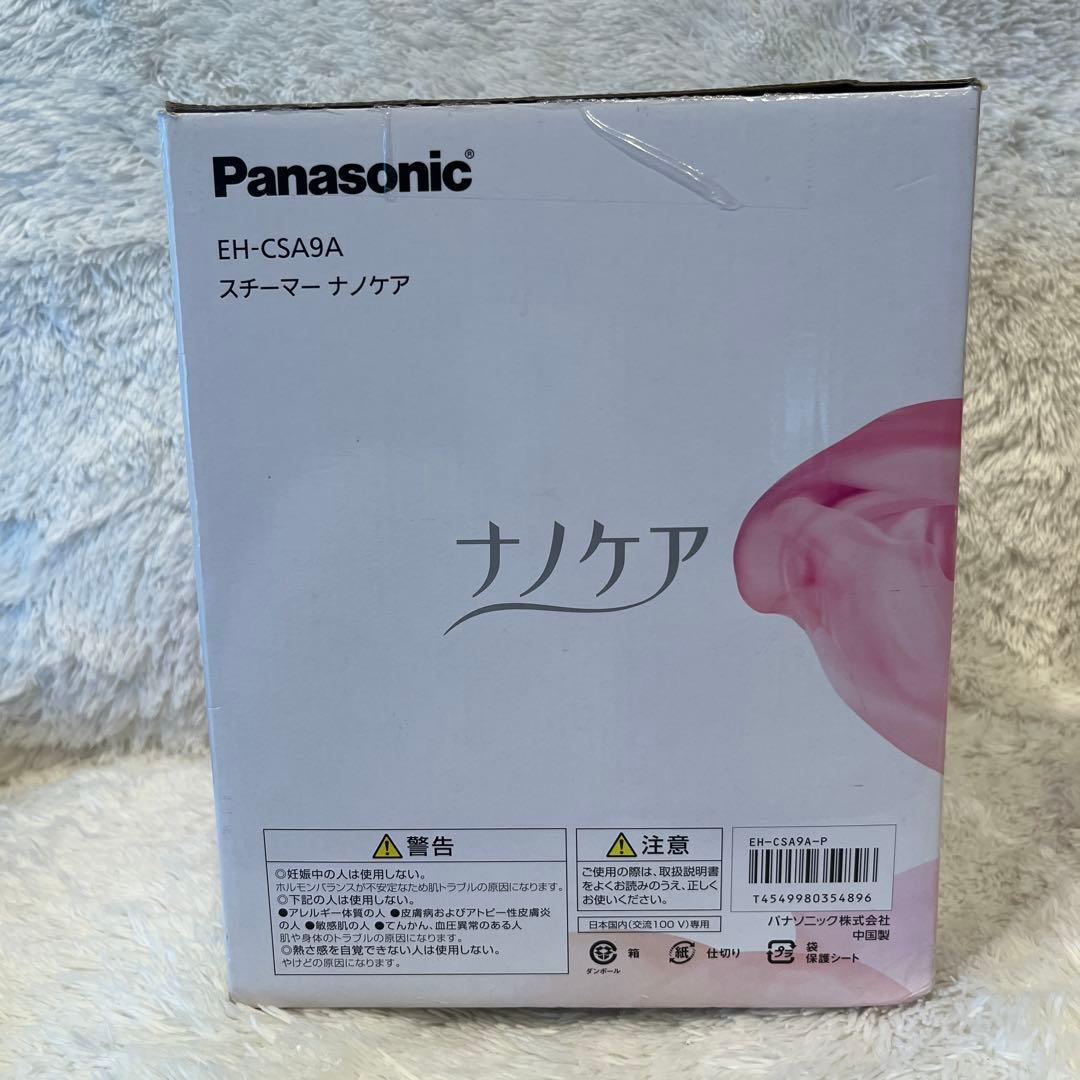 Panasonic®
EH-CSA9A
スチーマー ナノケア
ナノケア
⚠警告
◎妊娠中の人は使用しない。
ホルモンバランスが不安定なため肌トラブルの原因になります。
◎下記の人は使用しない。
●アレルギー体質の人 ●皮膚病およびアトピー性皮膚炎
の人 ●敏感肌の人 ●てんかん、血圧異常のある人
肌や身体のトラブルの原因になります。
◎熱さ感を自覚できない人は使用しない。
やけどの原因になります。
⚠注意
ご使用の際は、取扱説明書
をよくお読みのうえ、正しく
お使いください。
日本国内(交流100 V)専用
EH-CSA9A-P
T4549980354896
パナソニック株式会社
中国製
ダンボール
箱
紙
仕切り
プラ
袋
保護シート